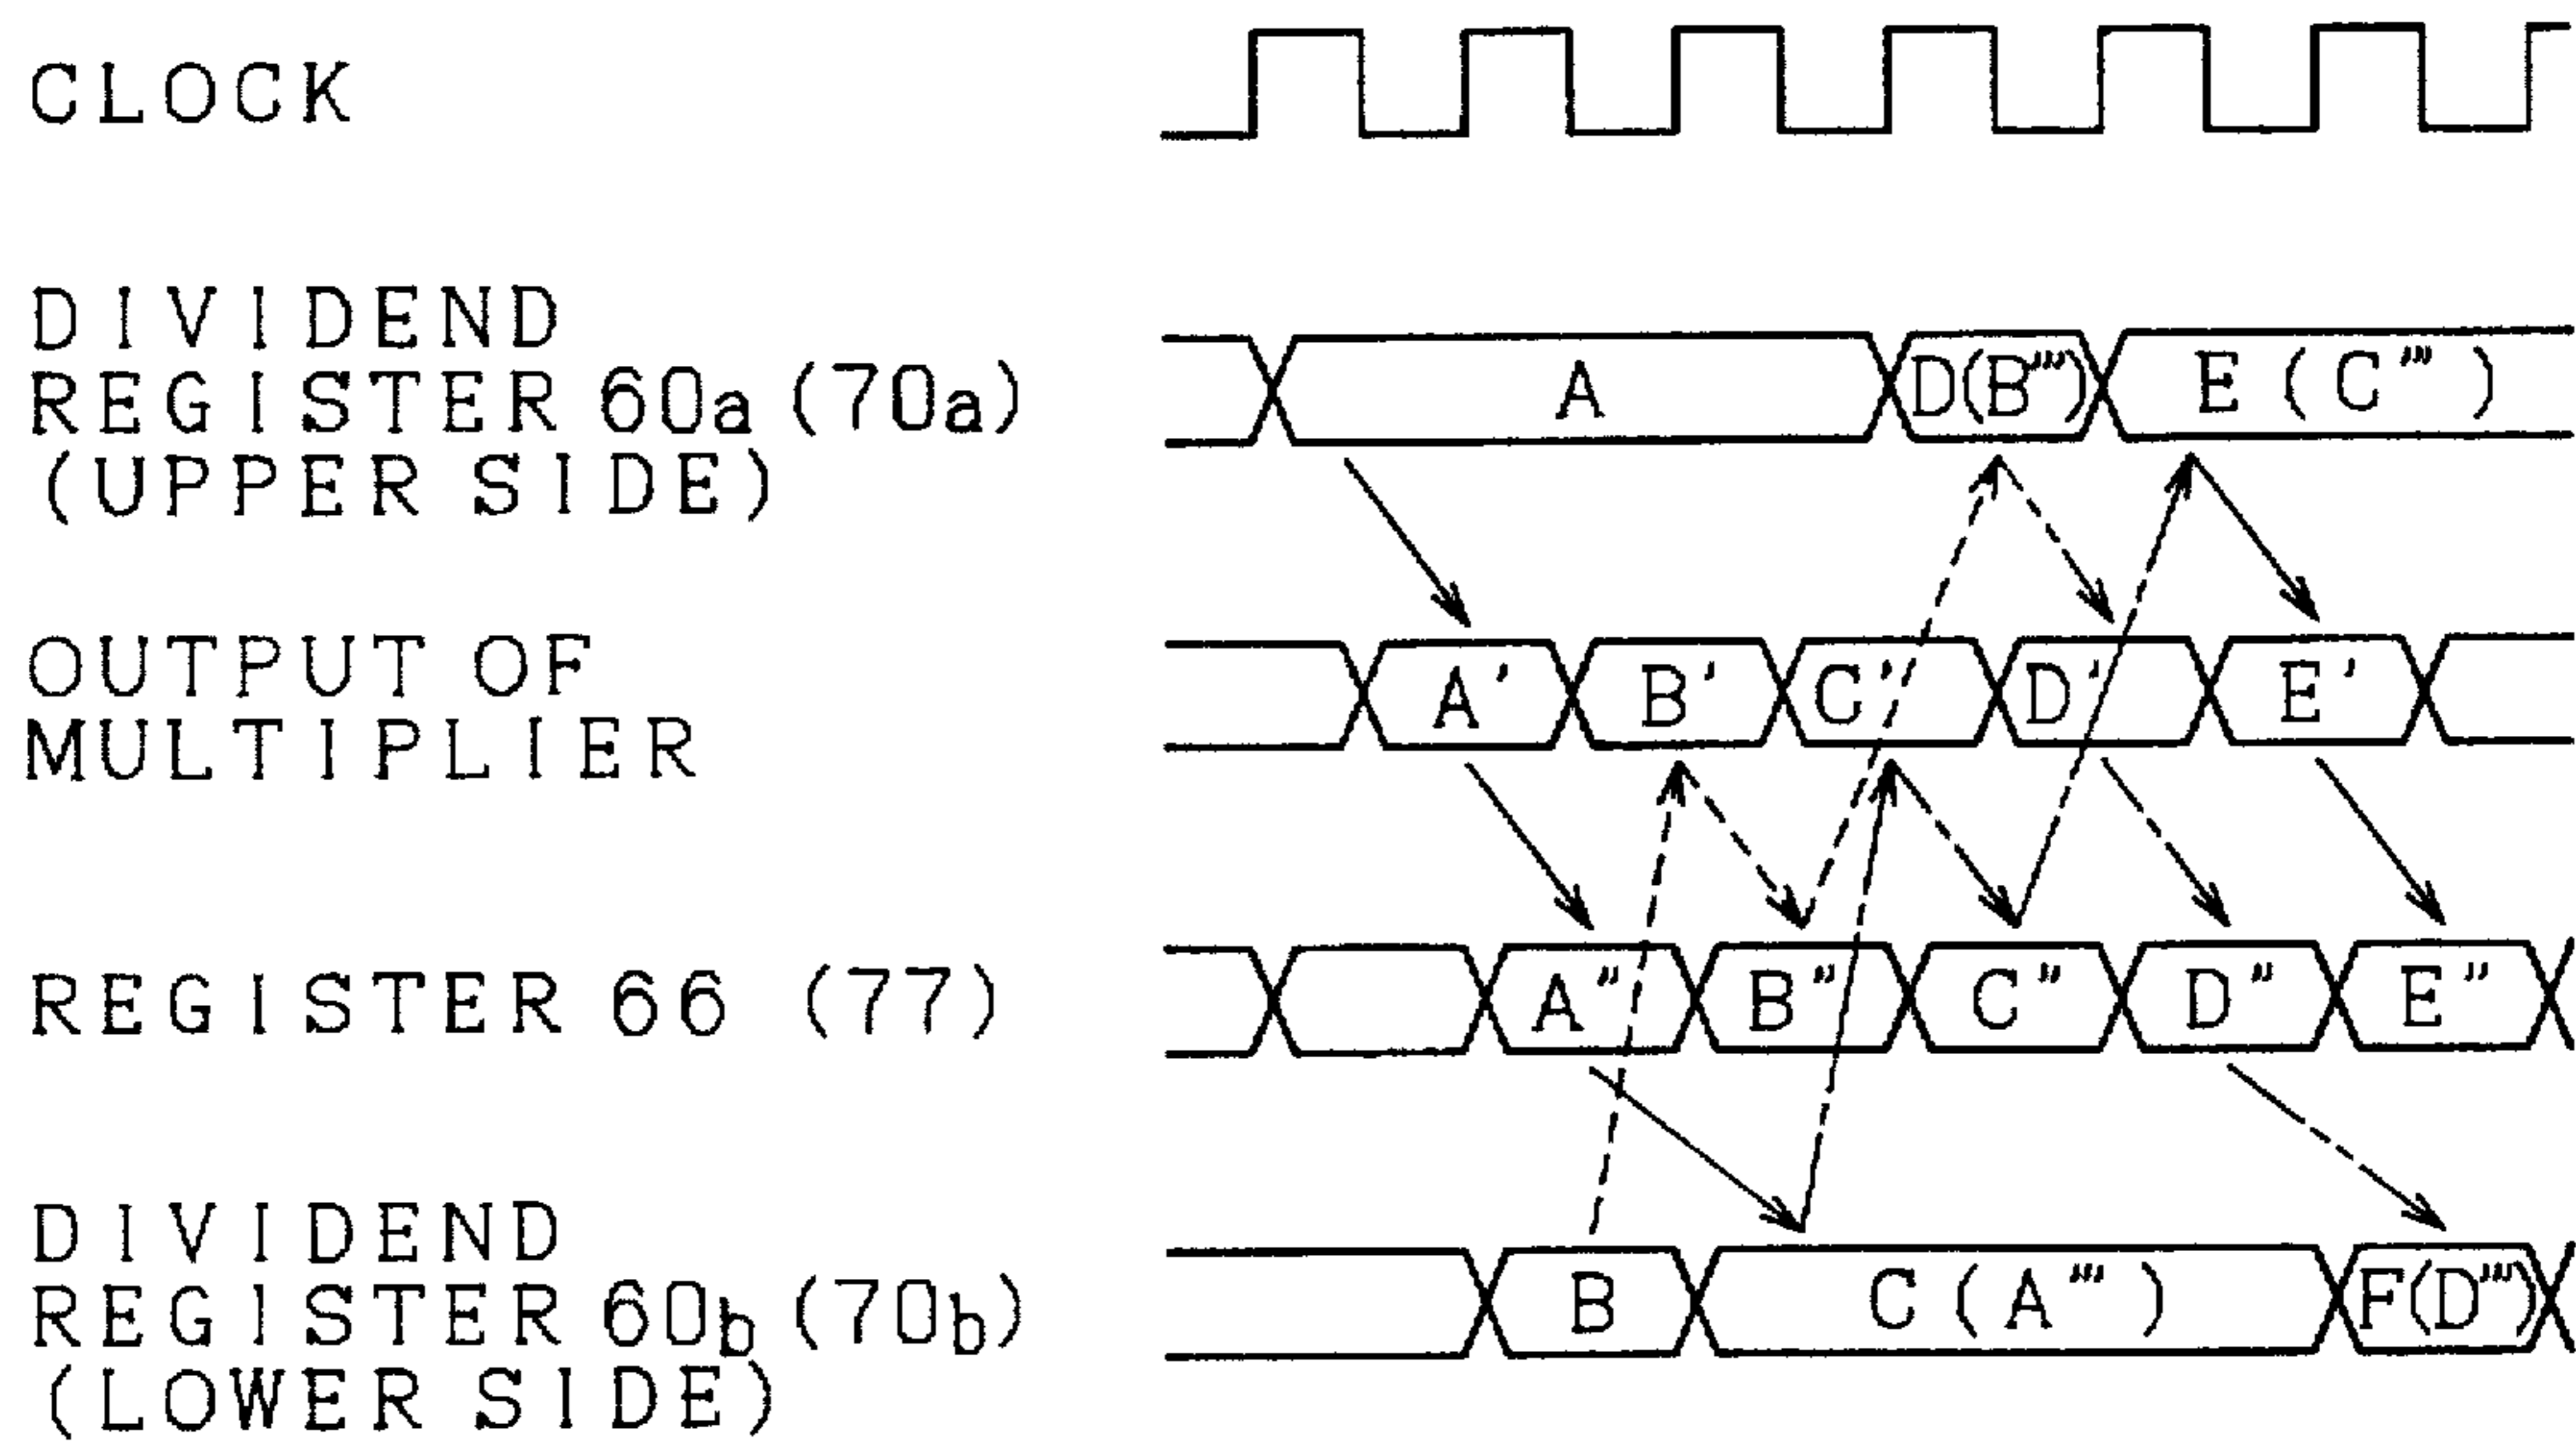 CLOCK
DIVIDEND
REGISTER 60a (70a)
(UPPER SIDE)
A D(B''') E (C''')
OUTPUT OF
MULTIPLIER
A' B' C' D' E'
REGISTER 66 (77)
A" B" C" D" E"
DIVIDEND
REGISTER 60b (70b)
(LOWER SIDE)
B C (A''') F(D''')